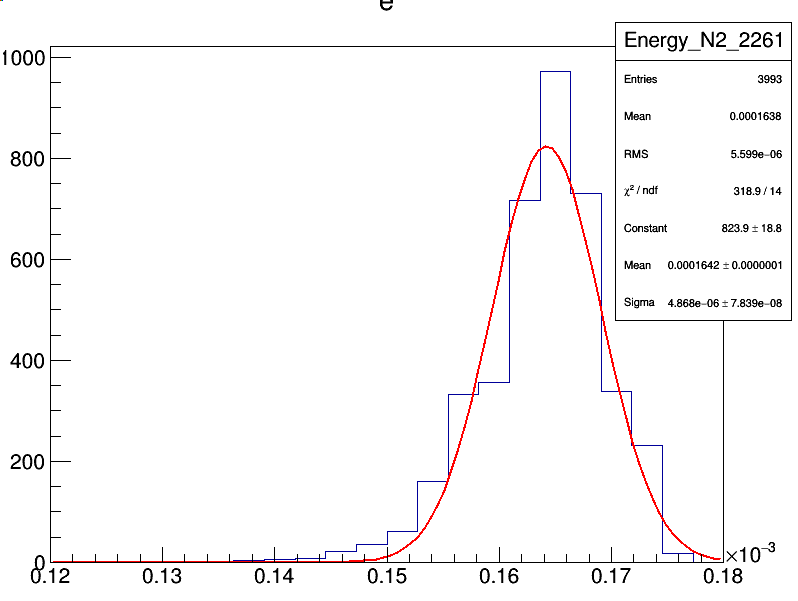 e
Energy_N2_2261
Entries 3993
Mean 0.0001638
RMS 5.599e−06
χ² / ndf 318.9 / 14
Constant 823.9 ± 18.8
Mean 0.0001642 ± 0.0000001
Sigma 4.868e−06 ± 7.839e−08
1000
800
600
400
200
0
0.12 0.13 0.14 0.15 0.16 0.17 0.18
×10⁻³